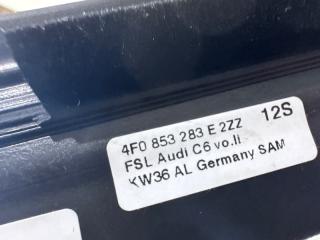 4F0 853 283 E 2ZZ 12S
FSL Audi C6 vo.li.
KW36 AL Germany SAM